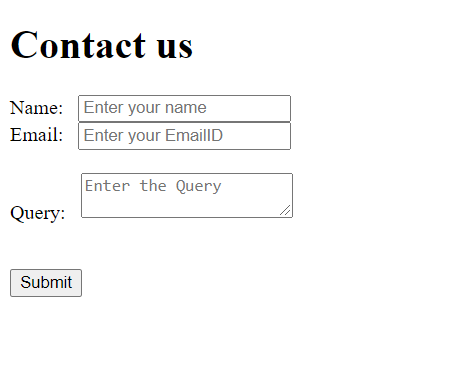 Contact us
Name: Enter your name
Email: Enter your EmailID
Query: Enter the Query
Submit